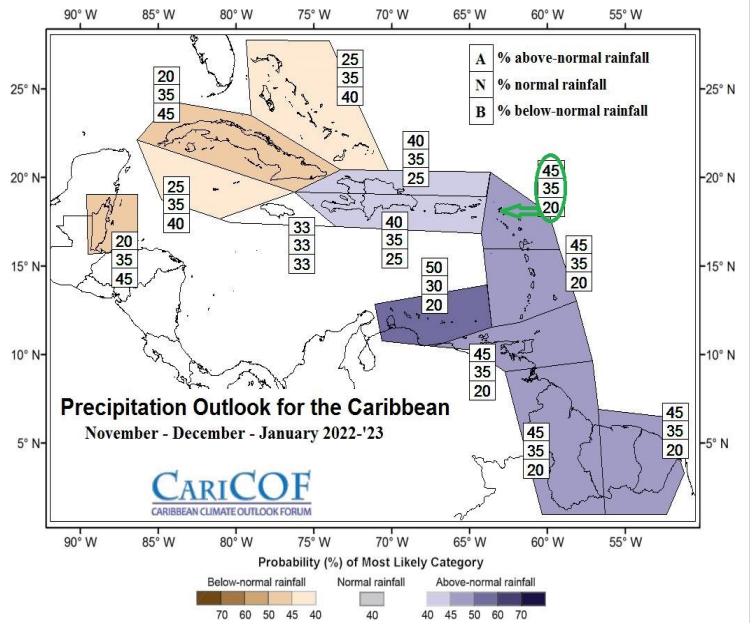 90° W 85° W 80° W 75° W 70° W 65° W 60° W 55° W
A % above-normal rainfall
N % normal rainfall
B % below-normal rainfall
25° N
20° N
15° N
10° N
5° N
25° N
20° N
15° N
10° N
5° N
25
35
40
20
35
45
40
35
25
45
35
20
25
35
40
33
33
33
40
35
25
20
35
45
50
30
20
45
35
20
45
35
20
45
35
20
45
35
20
Precipitation Outlook for the Caribbean
November - December - January 2022-'23
CARICOF
CARIBBEAN CLIMATE OUTLOOK FORUM
90° W 85° W 80° W 75° W 70° W 65° W 60° W 55° W
Probability (%) of Most Likely Category
Below-normal rainfall Normal rainfall Above-normal rainfall
70 60 50 45 40 40 40 45 50 60 70